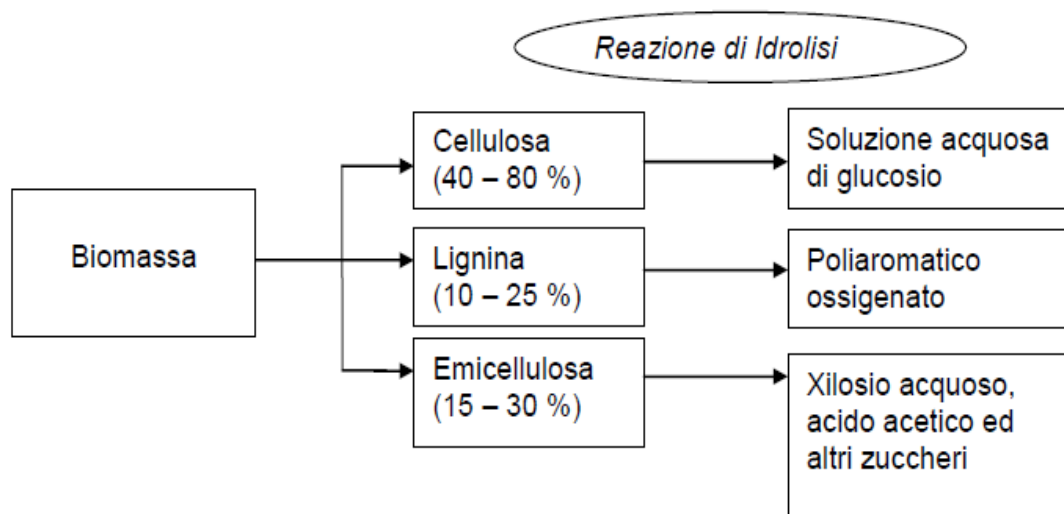 Reazione di Idrolisi
Biomassa
Cellulosa
(40 – 80 %)
Soluzione acquosa
di glucosio
Lignina
(10 – 25 %)
Poliaromatico
ossigenato
Emicellulosa
(15 – 30 %)
Xilosio acquoso,
acido acetico ed
altri zuccheri